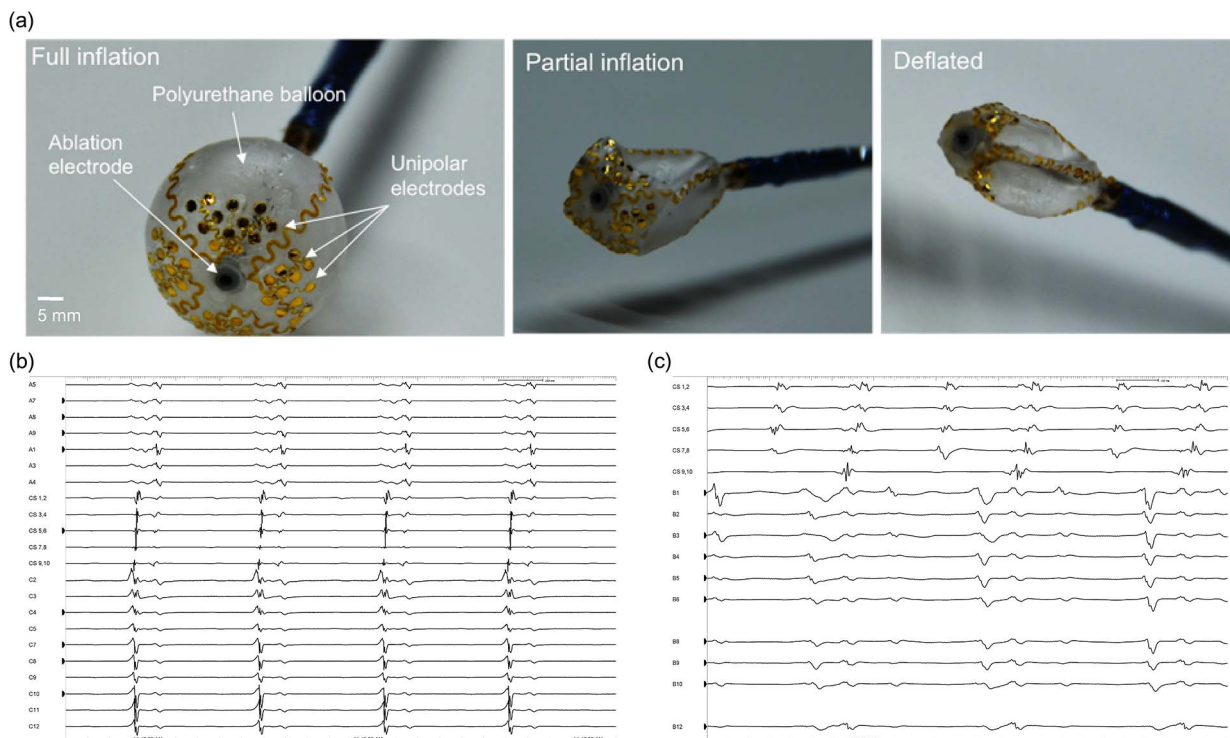 (a)
Full inflation
Polyurethane balloon
Ablation
electrode
Unipolar
electrodes
5 mm
Partial inflation
Deflated
(b)
A5
A7
A8
A9
A1
A3
A4
CS 1,2
CS 3,4
CS 5,6
CS 7,8
CS 9,10
C2
C3
C4
C5
C7
C8
C9
C10
C11
C12
(c)
CS 1,2
CS 3,4
CS 5,6
CS 7,8
CS 9,10
B1
B2
B3
B4
B5
B6
B8
B9
B10
B12